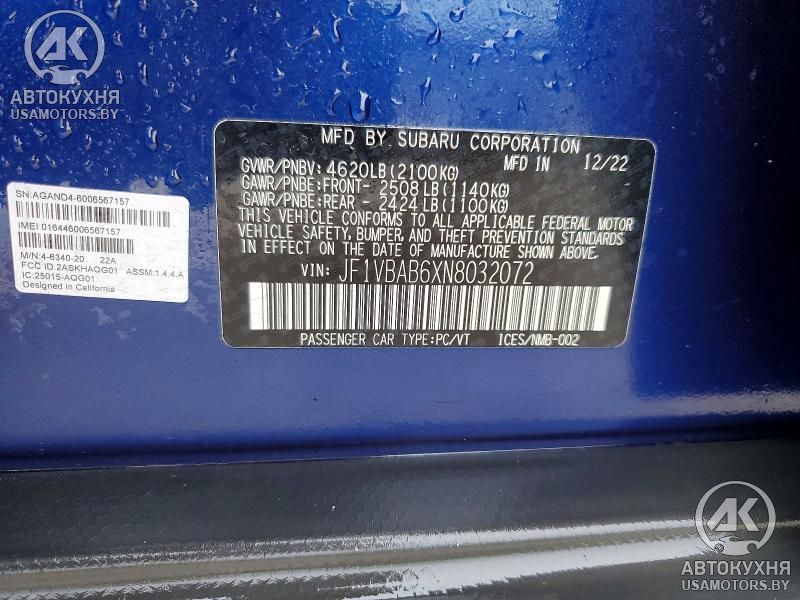 AK
АВТОКУХНЯ
USAMOTORS.BY
MFD BY SUBARU CORPORATION
GVWR/PNBV: 4620LB(2100KG) MFD IN 12/22
GAWR/PNBE:FRONT- 2508LB(1140KG)
GAWR/PNBE:REAR - 2424LB(1100KG)
THIS VEHICLE CONFORMS TO ALL APPLICABLE FEDERAL MOTOR
VEHICLE SAFETY, BUMPER, AND THEFT PREVENTION STANDARDS
IN EFFECT ON THE DATE OF MANUFACTURE SHOWN ABOVE.
VIN: JF1VBAB6XN8032072
PASSENGER CAR TYPE:PC/VT ICES/NMB-002
SN:AGAND4-6006567157
IMEI:016446006567157
M/N:4-6340-20 22A
FCC ID:2ASKHAQG01 ASSM:1.4.4.A
IC:25015-AQG01
Designed in California
AK
АВТОКУХНЯ
USAMOTORS.BY